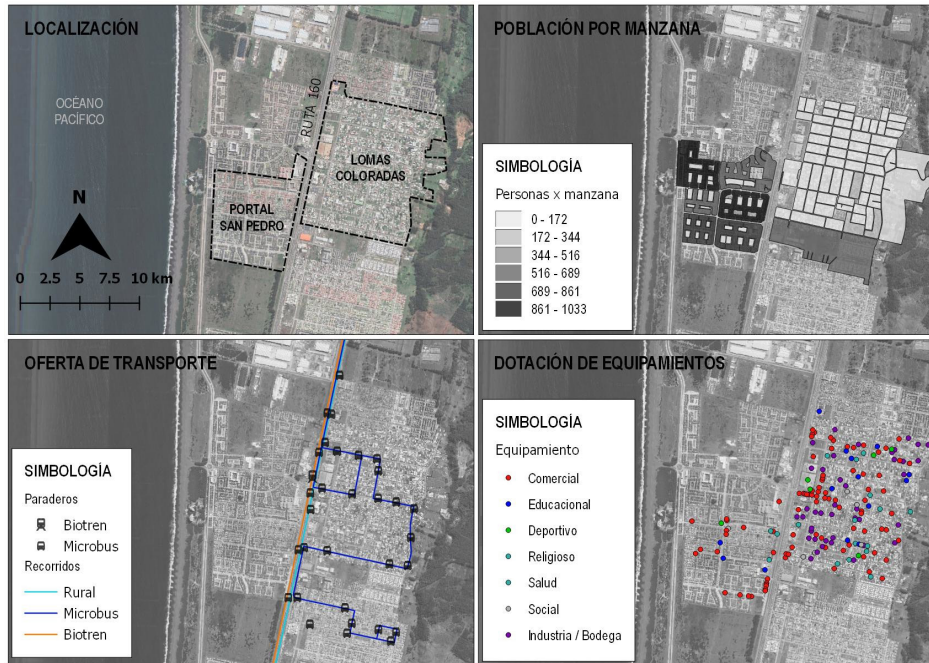 LOCALIZACIÓN
OCÉANO
PACÍFICO
RUTA 160
LOMAS
COLORADAS
PORTAL
SAN PEDRO
N
0 2.5 5 7.5 10 km
POBLACIÓN POR MANZANA
SIMBOLOGÍA
Personas x manzana
0 - 172
172 - 344
344 - 516
516 - 689
689 - 861
861 - 1033
OFERTA DE TRANSPORTE
SIMBOLOGÍA
Paraderos
Biotren
Microbus
Recorridos
Rural
Microbus
Biotren
DOTACIÓN DE EQUIPAMIENTOS
SIMBOLOGÍA
Equipamiento
Comercial
Educacional
Deportivo
Religioso
Salud
Social
Industria / Bodega